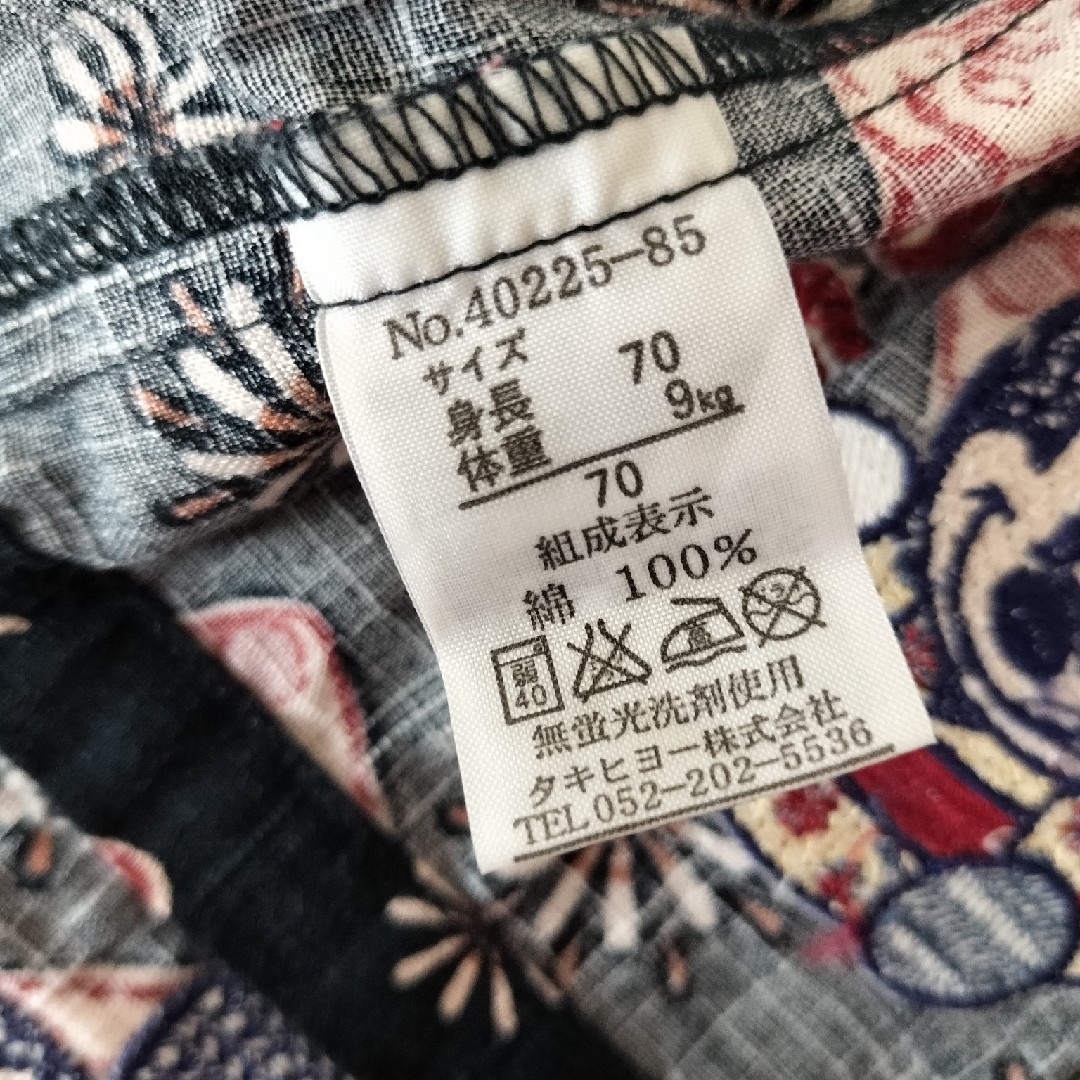 No.40225-85
サイズ
身長 70
体重 9kg
70
組成表示
綿 100%
弱 40
無蛍光洗剤使用
タキヒヨー株式会社
TEL 052-202-5536